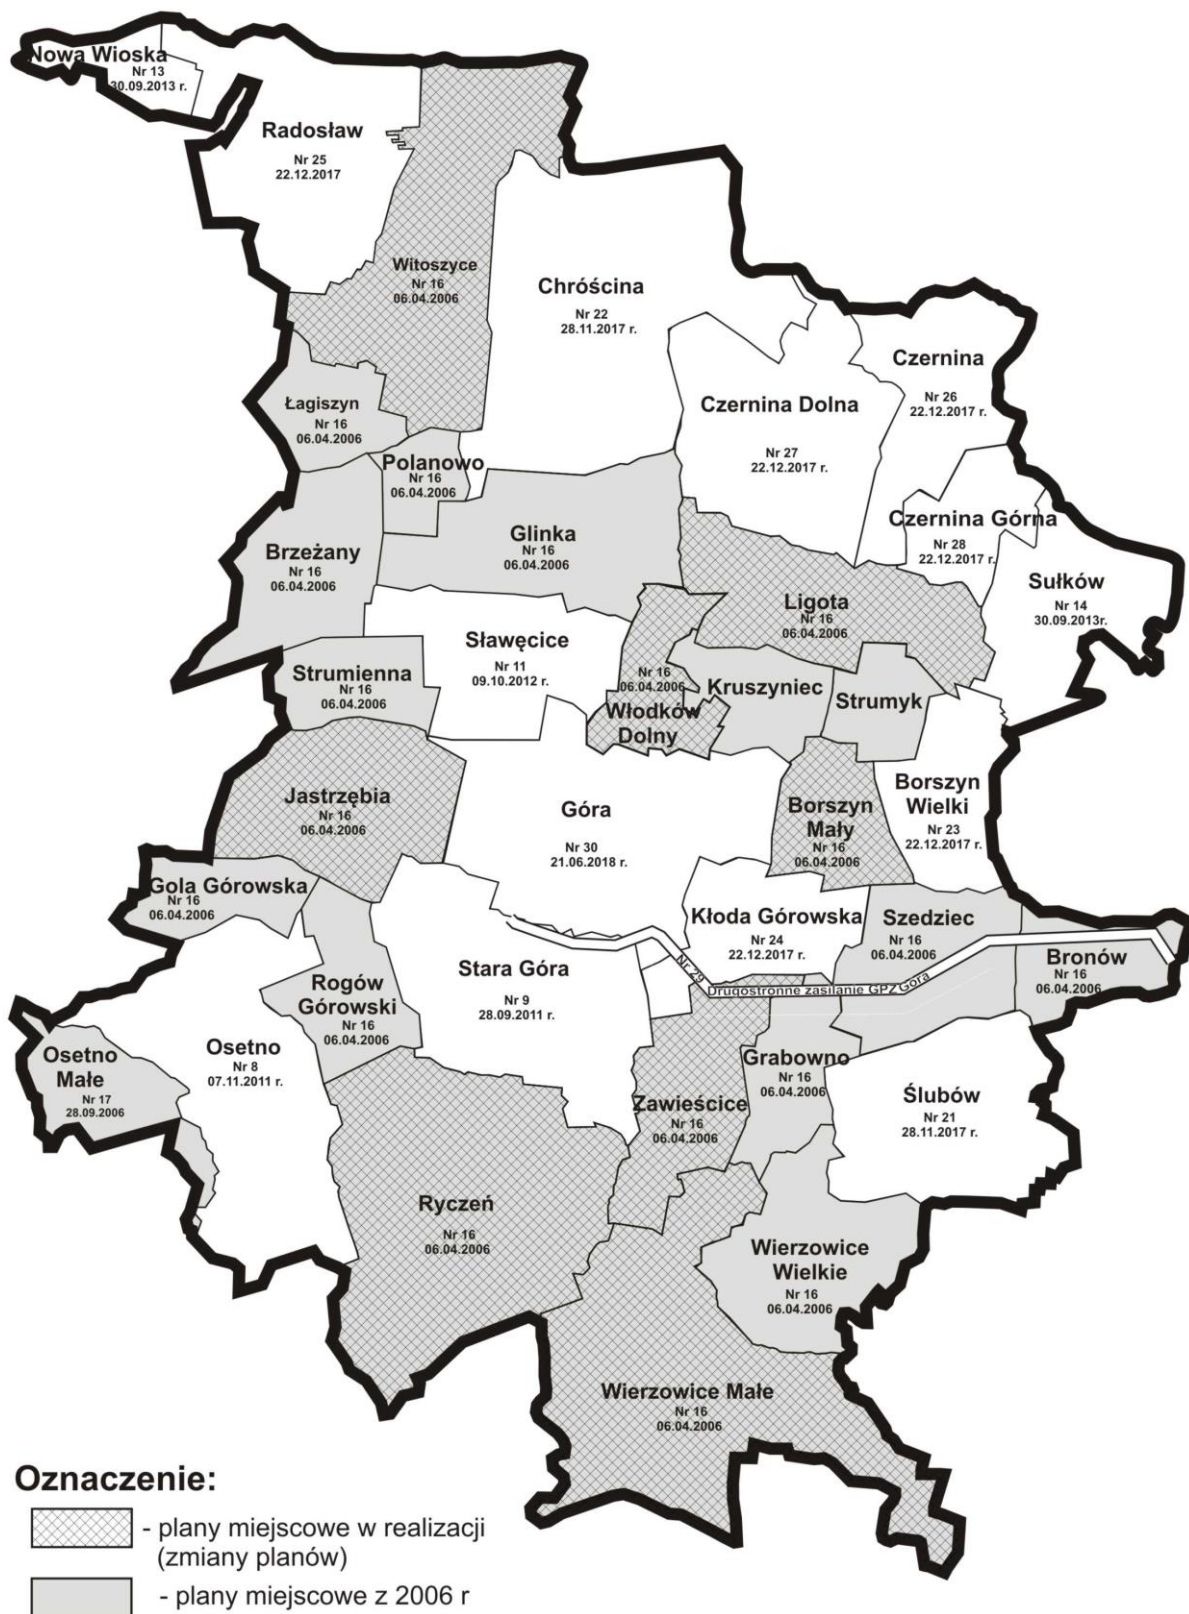 Nowa Wioska
Nr 13
30.09.2013 r.
Radosław
Nr 25
22.12.2017
Witoszyce
Nr 16
06.04.2006
Chróścina
Nr 22
28.11.2017 r.
Czernina
Nr 26
22.12.2017 r.
Łagiszyn
Nr 16
06.04.2006
Czernina Dolna
Nr 27
22.12.2017 r.
Polanowo
Nr 16
06.04.2006
Czernina Górna
Nr 28
22.12.2017 r.
Glinka
Nr 16
06.04.2006
Brzeżany
Nr 16
06.04.2006
Sułków
Nr 14
30.09.2013r.
Ligota
Nr 16
06.04.2006
Sławęcice
Nr 11
09.10.2012 r.
Strumienna
Nr 16
06.04.2006
Nr 16
06.04.2006
Włodków
Dolny
Kruszyniec
Strumyk
Jastrzębia
Nr 16
06.04.2006
Góra
Nr 30
21.06.2018 r.
Borszyn
Mały
Nr 16
06.04.2006
Borszyn
Wielki
Nr 23
22.12.2017 r.
Gola Górowska
Nr 16
06.04.2006
Kłoda Górowska
Nr 24
22.12.2017 r.
Szedziec
Nr 16
06.04.2006
Bronów
Nr 16
06.04.2006
Nr 29
Drugostronne zasilanie GPZ Góra
Stara Góra
Nr 9
28.09.2011 r.
Rogów
Górowski
Nr 16
06.04.2006
Osetno
Nr 8
07.11.2011 r.
Osetno
Małe
Nr 17
28.09.2006
Grabowno
Nr 16
06.04.2006
Zawieścice
Nr 16
06.04.2006
Ślubów
Nr 21
28.11.2017 r.
Ryczeń
Nr 16
06.04.2006
Wierzowice
Wielkie
Nr 16
06.04.2006
Wierzowice Małe
Nr 16
06.04.2006
Oznaczenie:
- plany miejscowe w realizacji
(zmiany planów)
- plany miejscowe z 2006 r